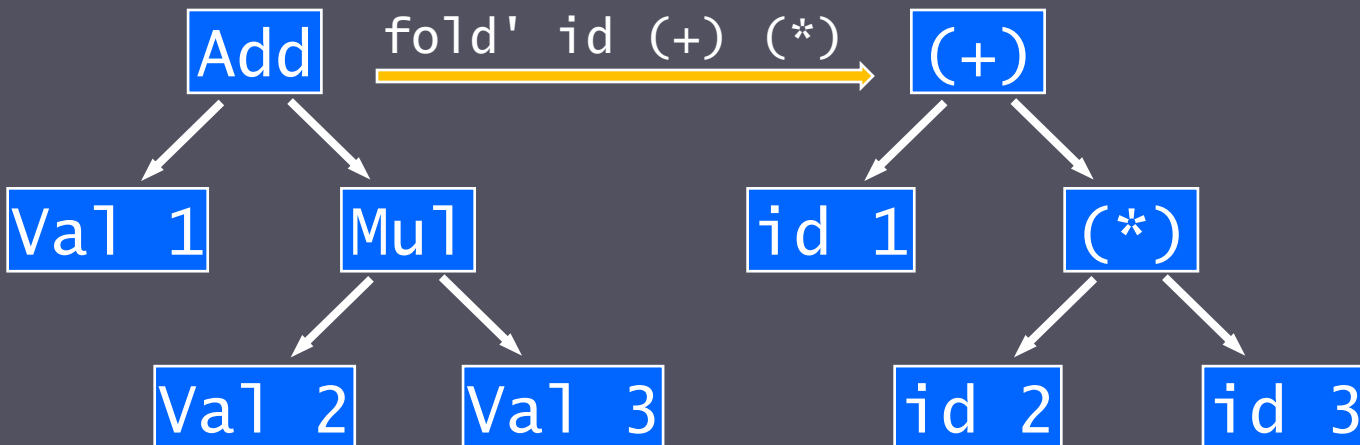 Add fold' id (+) (*) (+)
Val 1 Mul id 1 (*)
Val 2 Val 3 id 2 id 3